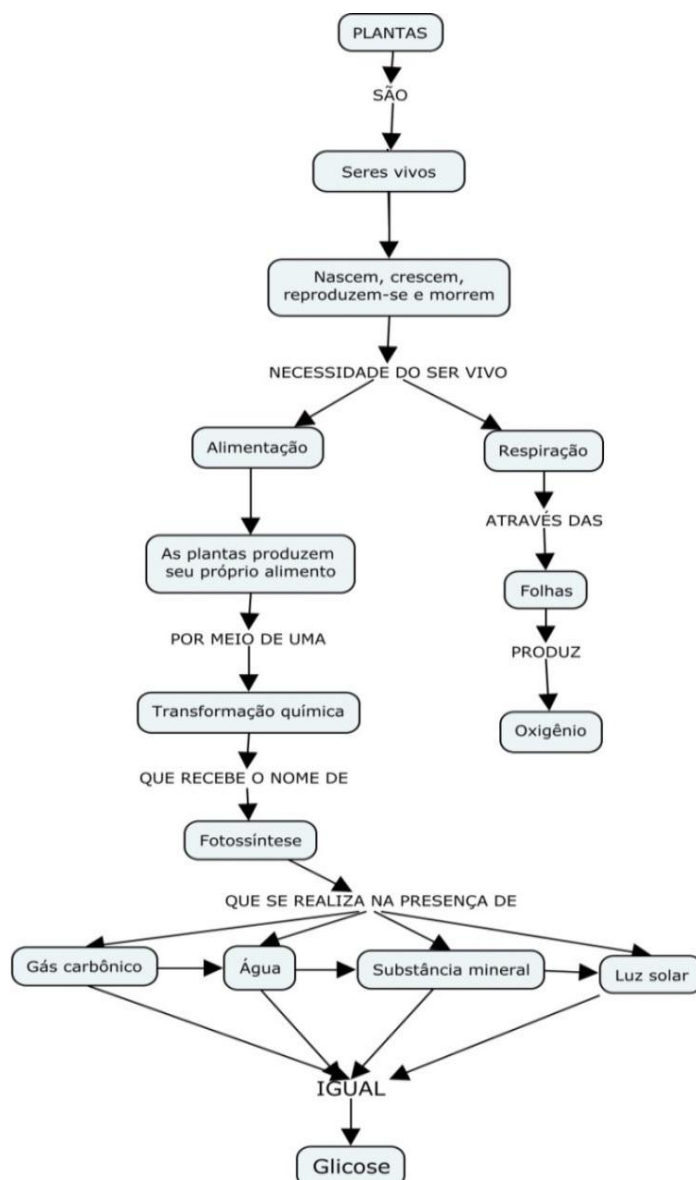 PLANTAS
SÃO
Seres vivos
Nascem, crescem,
reproduzem-se e morrem
NECESSIDADE DO SER VIVO
Alimentação
Respiração
As plantas produzem
seu próprio alimento
ATRAVÉS DAS
Folhas
POR MEIO DE UMA
PRODUZ
Transformação química
Oxigênio
QUE RECEBE O NOME DE
Fotossíntese
QUE SE REALIZA NA PRESENÇA DE
Gás carbônico
Água
Substância mineral
Luz solar
IGUAL
Glicose